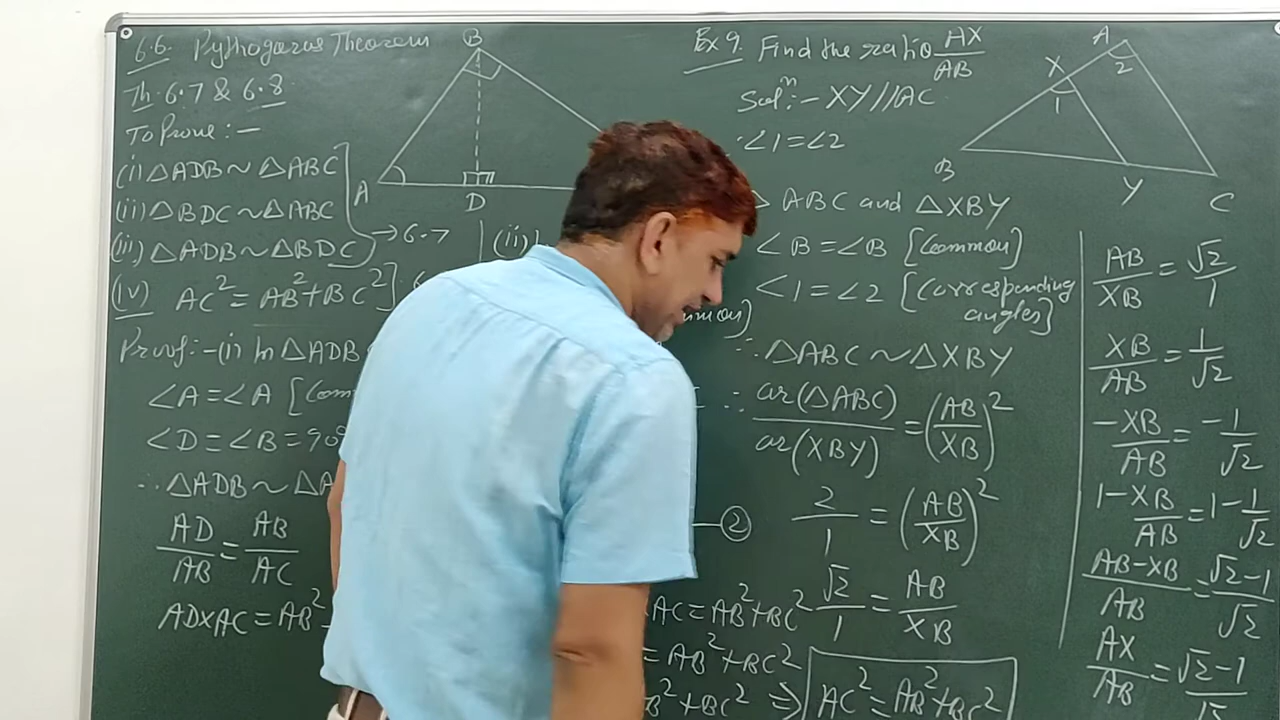 6.6. Pythagorus Theorem
Th. 6.7 & 6.8
To Prove :-
(i) △ADB ~ △ABC
(ii) △BDC ~ △ABC
(iii) △ADB ~ △BDC → 6.7
(iv) AC² = AB² + BC²]
Proof :- (i) In △ADB
∠A = ∠A [Com
∠D = ∠B = 90°
∴ △ADB ~ △A
AD/AB = AB/AC
AD×AC = AB²
B
A
D
(ii)
mmon)
②
AC = AB² + BC²
= AB² + BC²
B² + BC² ⇒ AC² = AB² + BC²
Ex 9. Find the ratio AX/AB
Solⁿ :- XY//AC
∠1 = ∠2
△ ABC and △XBY
∠B = ∠B [Common]
∠1 = ∠2 [Corresponding angles]
∴ △ABC ~ △XBY
∴ ar(△ABC)/ar(XBY) = (AB/XB)²
2/1 = (AB/XB)²
√2/1 = AB/XB
A
2
X
1
B
Y
C
AB/XB = √2/1
XB/AB = 1/√2
-XB/AB = -1/√2
1-XB/AB = 1-1/√2
AB-XB/AB = √2-1/√2
AX/AB = √2-1/√2